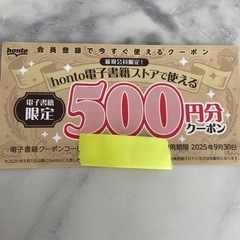 honto
会員登録で今すぐ使えるクーポン
新規会員限定!
honto電子書籍ストアで使える
電子書籍
限定
500円分
クーポン
電子書籍クーポンコー
用期限 2025年9月30日